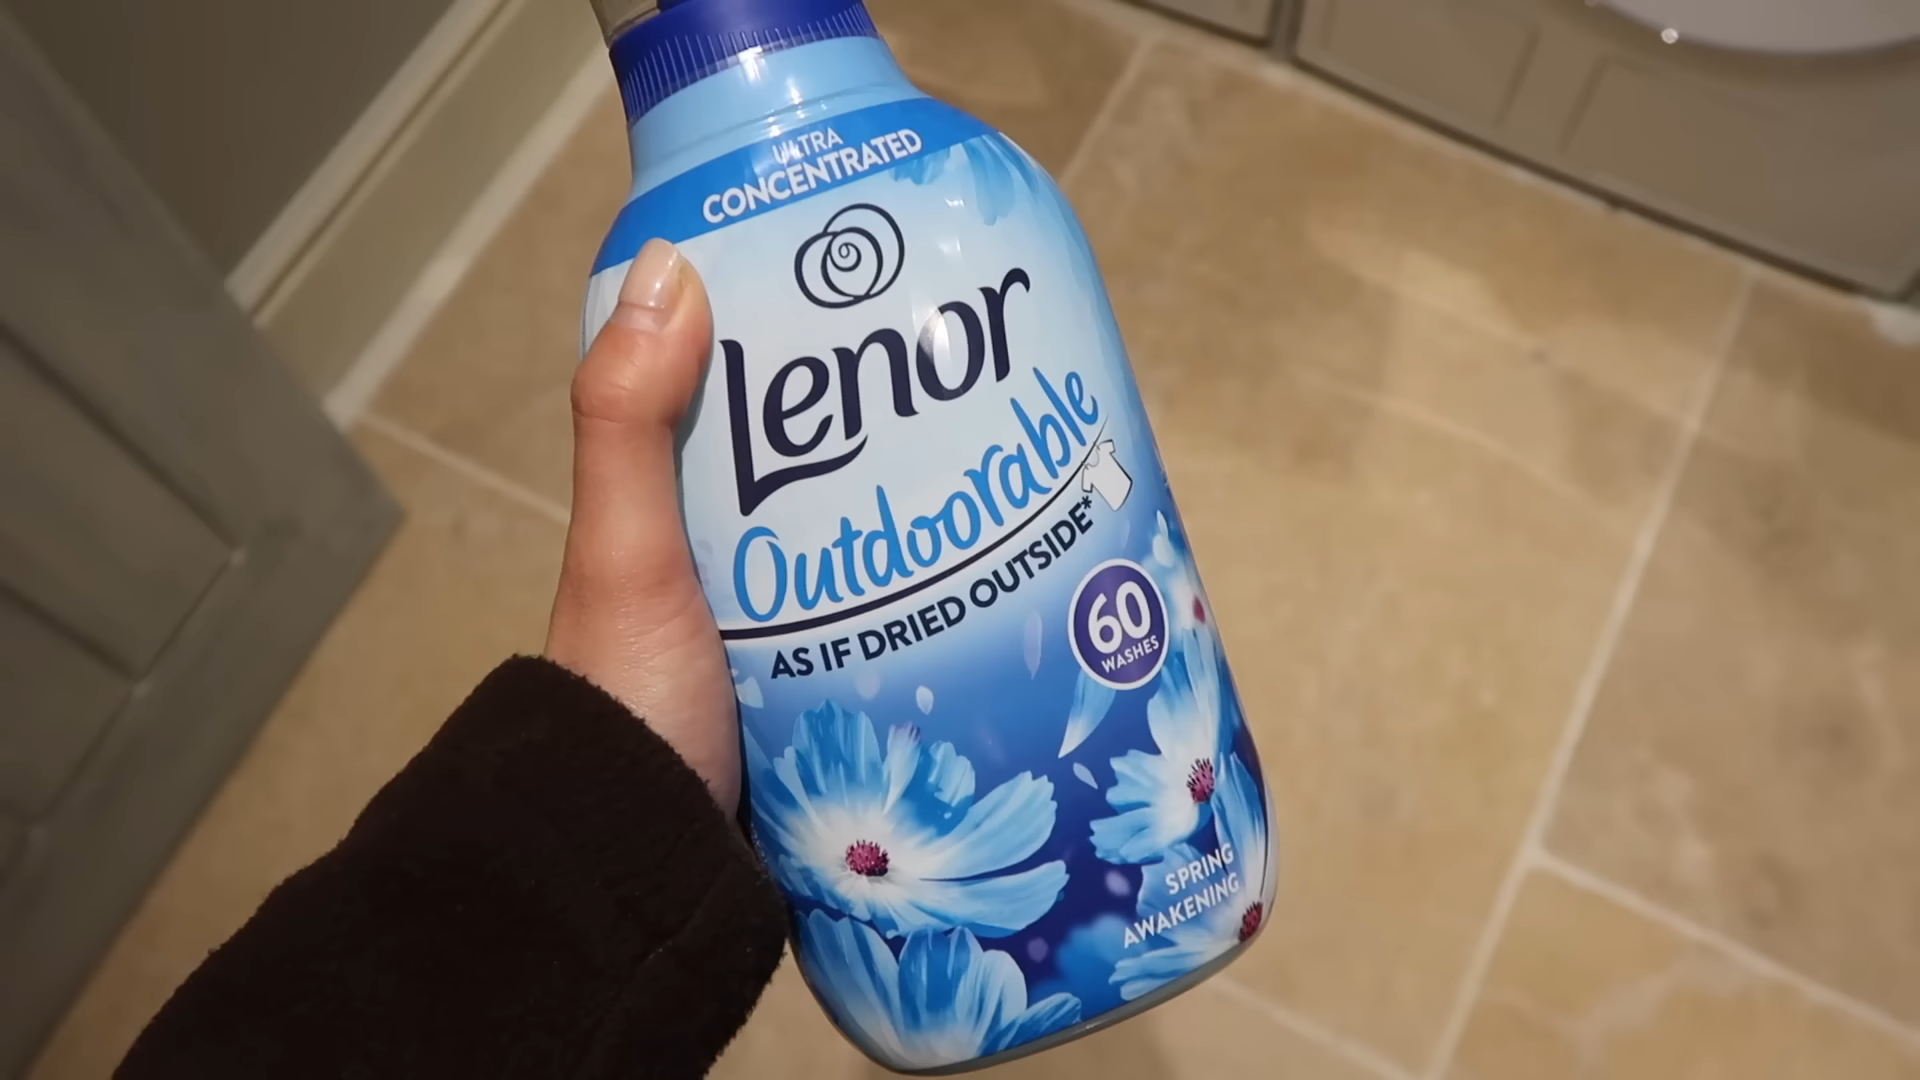 ULTRA
CONCENTRATED
Lenor
Outdoorable
AS IF DRIED OUTSIDE*
60
WASHES
SPRING
AWAKENING